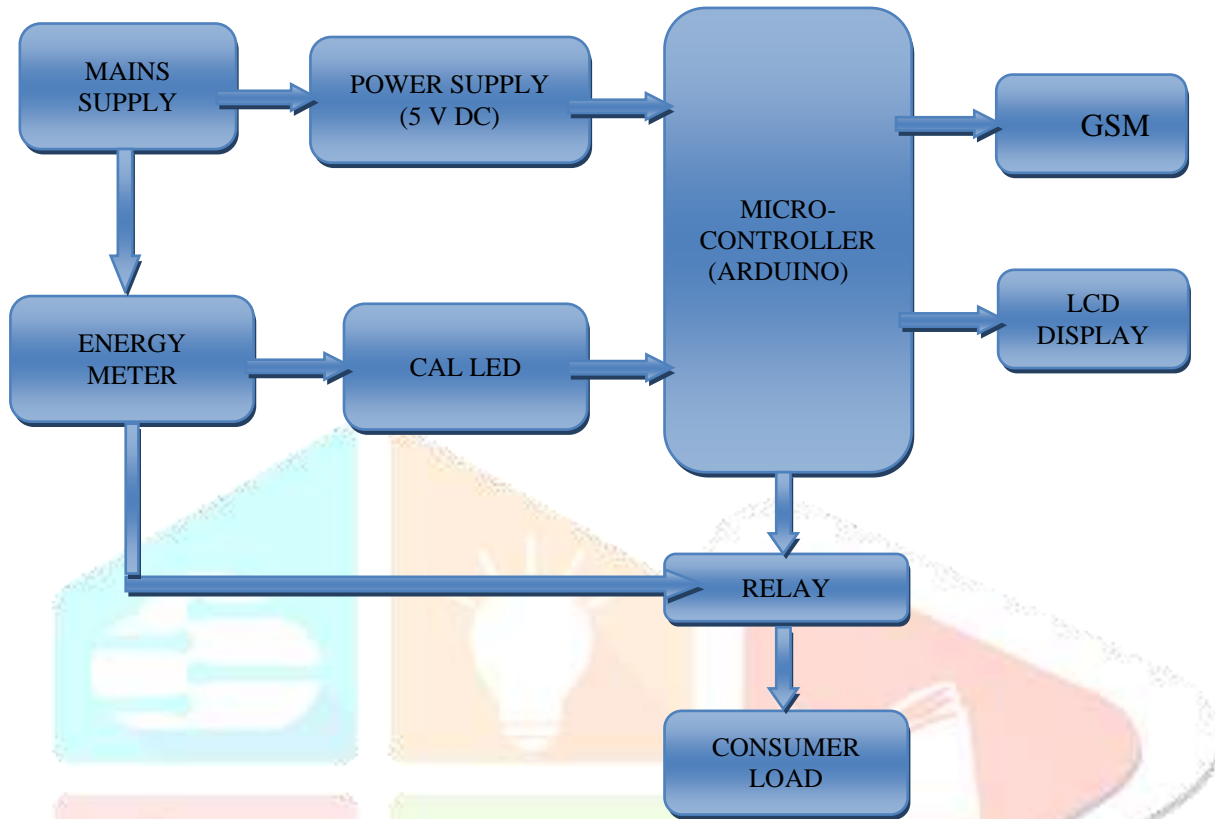 MAINS
SUPPLY
POWER SUPPLY
(5 V DC)
MICRO-
CONTROLLER
(ARDUINO)
GSM
LCD
DISPLAY
ENERGY
METER
CAL LED
RELAY
CONSUMER
LOAD